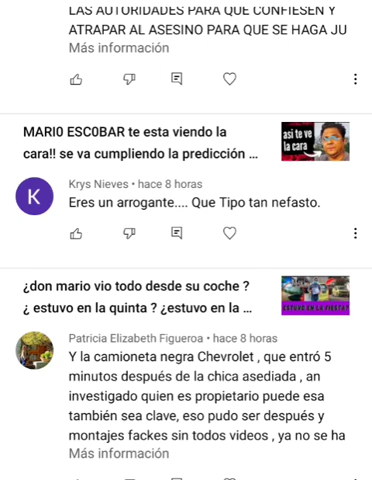 LAS AUTORIDADES PARA QUE CONFIESEN Y
ATRAPAR AL ASESINO PARA QUE SE HAGA JU
Más información
MARI0 ESC0BAR te esta viendo la
cara!! se va cumpliendo la predicción ...
asi te ve
la cara
K
Krys Nieves • hace 8 horas
Eres un arrogante.... Que Tipo tan nefasto.
¿don mario vio todo desde su coche ?
¿ estuvo en la quinta ? ¿estuvo en la ...
ESTUVO EN LA FIESTA?
Patricia Elizabeth Figueroa • hace 8 horas
Y la camioneta negra Chevrolet , que entró 5
minutos después de la chica asediada , an
investigado quien es propietario puede esa
también sea clave, eso pudo ser después y
montajes fackes sin todos videos , ya no se ha
Más información